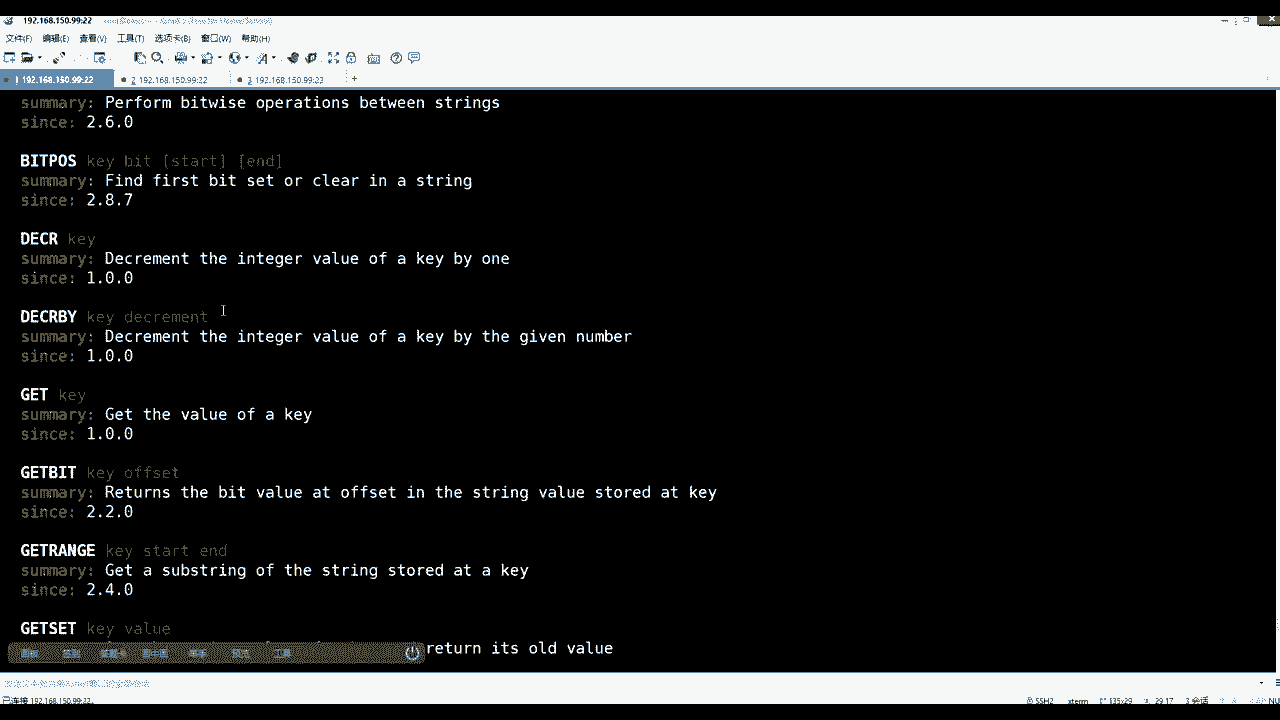 192.168.150.99:22
文件(F) 编辑(E) 查看(V) 工具(T) 选项卡(B) 窗口(W) 帮助(H)
1 192.168.150.99:22 2 192.168.150.99:22 3 192.168.150.99:22 +
summary: Perform bitwise operations between strings
since: 2.6.0
BITPOS key bit [start] [end]
summary: Find first bit set or clear in a string
since: 2.8.7
DECR key
summary: Decrement the integer value of a key by one
since: 1.0.0
DECRBY key decrement
summary: Decrement the integer value of a key by the given number
since: 1.0.0
GET key
summary: Get the value of a key
since: 1.0.0
GETBIT key offset
summary: Returns the bit value at offset in the string value stored at key
since: 2.2.0
GETRANGE key start end
summary: Get a substring of the string stored at a key
since: 2.4.0
GETSET key value
return its old value
已连接 192.168.150.99:22。 SSH2 xterm 135x29 29,17 3 会话